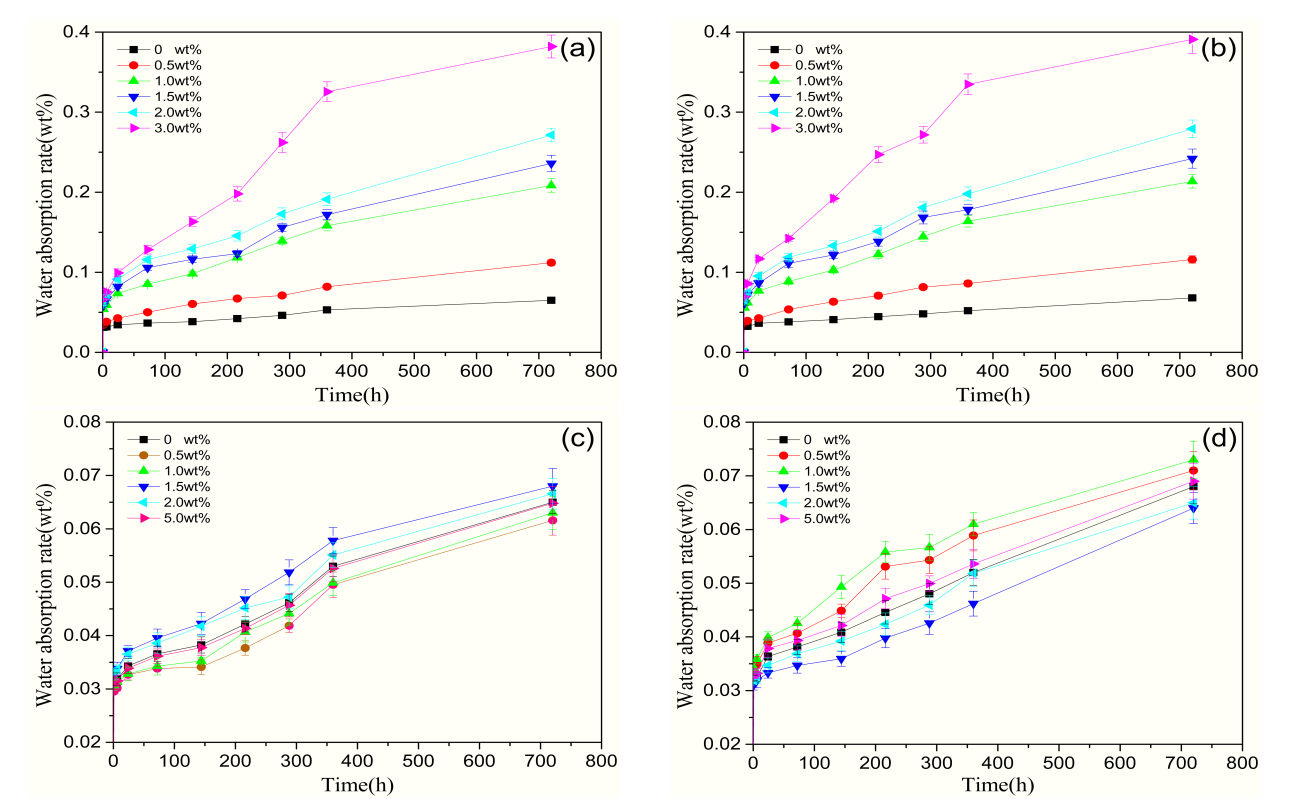 (a)
0 wt%
0.5wt%
1.0wt%
1.5wt%
2.0wt%
3.0wt%
Water absorption rate(wt%)
0.4
0.3
0.2
0.1
0.0
0 100 200 300 400 500 600 700 800
Time(h)
(b)
0 wt%
0.5wt%
1.0wt%
1.5wt%
2.0wt%
3.0wt%
Water absorption rate(wt%)
0.4
0.3
0.2
0.1
0.0
0 100 200 300 400 500 600 700 800
Time(h)
(c)
0 wt%
0.5wt%
1.0wt%
1.5wt%
2.0wt%
5.0wt%
Water absorption rate(wt%)
0.08
0.07
0.06
0.05
0.04
0.03
0.02
0 100 200 300 400 500 600 700 800
Time(h)
(d)
0 wt%
0.5wt%
1.0wt%
1.5wt%
2.0wt%
5.0wt%
Water absorption rate(wt%)
0.08
0.07
0.06
0.05
0.04
0.03
0.02
0 100 200 300 400 500 600 700 800
Time(h)